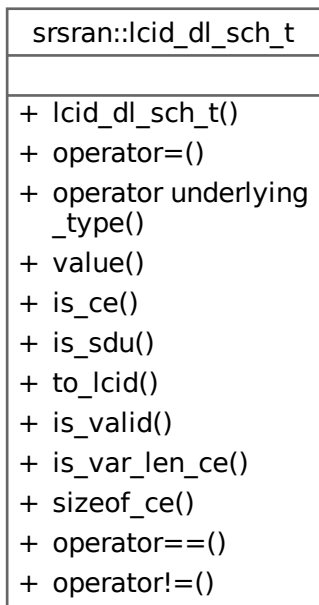 srsran::lcid_dl_sch_t
+ lcid_dl_sch_t()
+ operator=()
+ operator underlying
_type()
+ value()
+ is_ce()
+ is_sdu()
+ to_lcid()
+ is_valid()
+ is_var_len_ce()
+ sizeof_ce()
+ operator==()
+ operator!=()